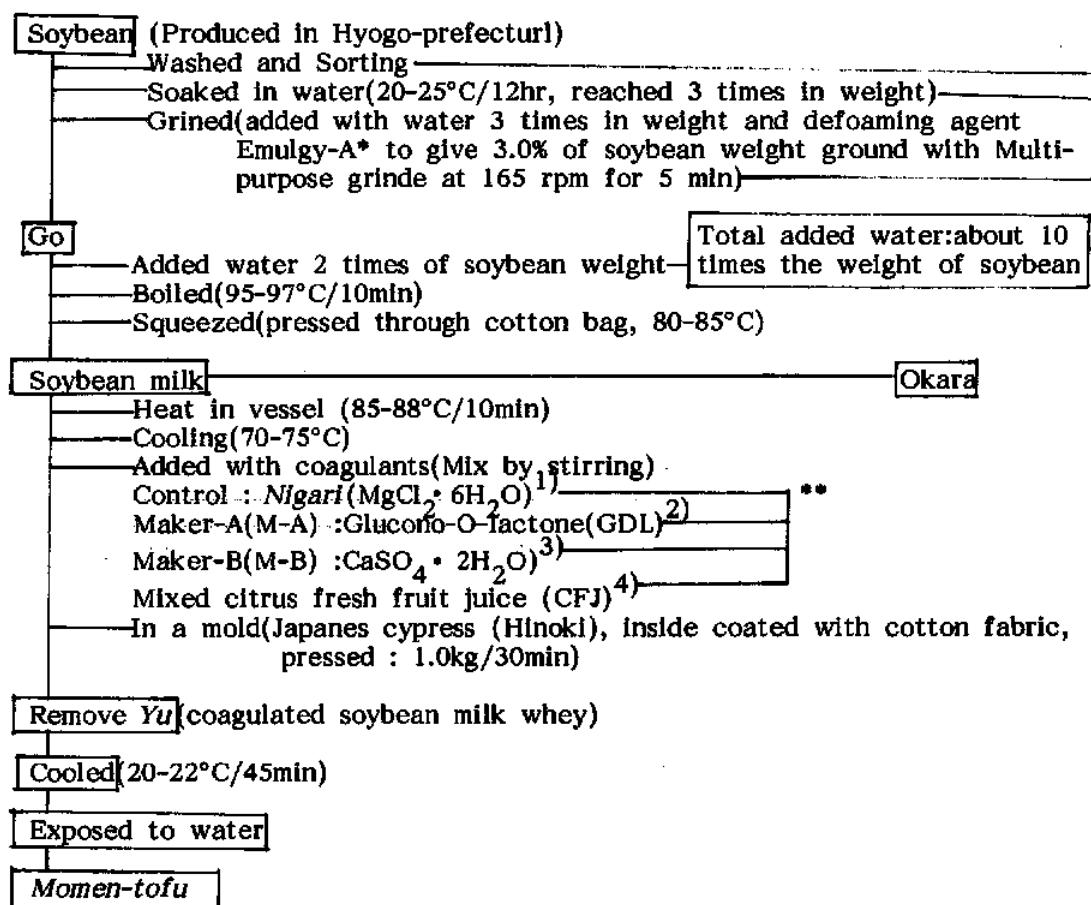 Soybean (Produced in Hyogo-prefecturl)
Washed and Sorting
Soaked in water(20-25°C/12hr, reached 3 times in weight)
Grined(added with water 3 times in weight and defoaming agent
Emulgy-A* to give 3.0% of soybean weight ground with Multi-
purpose grinde at 165 rpm for 5 min)
Go
Total added water:about 10
times the weight of soybean
Added water 2 times of soybean weight
Boiled(95-97°C/10min)
Squeezed(pressed through cotton bag, 80-85°C)
Soybean milk
Okara
Heat in vessel (85-88°C/10min)
Cooling(70-75°C)
Added with coagulants(Mix by stirring)
Control : Nigari(MgCl2· 6H2O)1) **
Maker-A(M-A) :Glucono-O-lactone(GDL)2)
Maker-B(M-B) :CaSO4· 2H2O)3)
Mixed citrus fresh fruit juice (CFJ)4)
In a mold(Japanes cypress (Hinoki), inside coated with cotton fabric,
pressed : 1.0kg/30min)
Remove Yu(coagulated soybean milk whey)
Cooled(20-22°C/45min)
Exposed to water
Momen-tofu